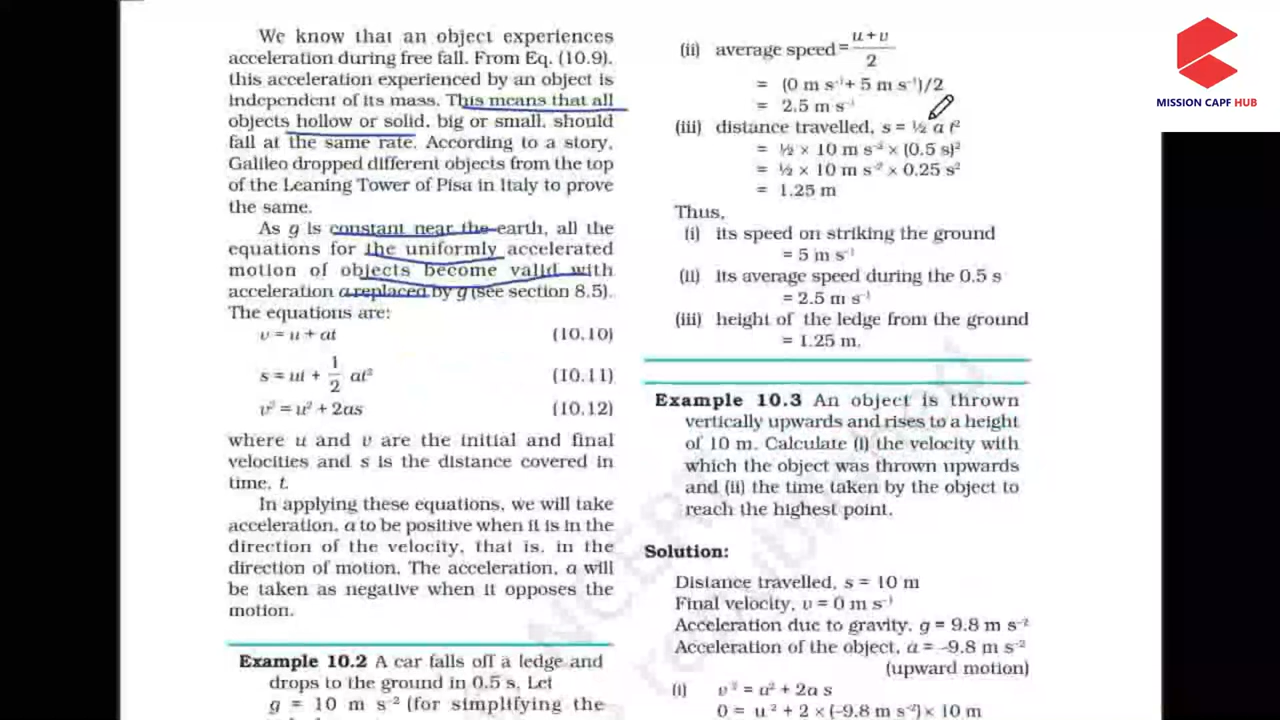 We know that an object experiences
acceleration during free fall. From Eq. (10.9),
this acceleration experienced by an object is
independent of its mass. This means that all
objects hollow or solid, big or small, should
fall at the same rate. According to a story,
Galileo dropped different objects from the top
of the Leaning Tower of Pisa in Italy to prove
the same.
As g is constant near the earth, all the
equations for the uniformly accelerated
motion of objects become valid with
acceleration a replaced by g (see section 8.5).
The equations are:
v = u + at (10.10)
s = ut + 1/2 at² (10.11)
v² = u² + 2as (10.12)
where u and v are the initial and final
velocities and s is the distance covered in
time, t.
In applying these equations, we will take
acceleration, a to be positive when it is in the
direction of the velocity, that is, in the
direction of motion. The acceleration, a will
be taken as negative when it opposes the
motion.
Example 10.2 A car falls off a ledge and
drops to the ground in 0.5 s. Let
g = 10 m s⁻² (for simplifying the
(ii) average speed = (u + v)/2
= (0 m s⁻¹ + 5 m s⁻¹)/2
= 2.5 m s⁻¹
(iii) distance travelled, s = ½ a t²
= ½ × 10 m s⁻² × (0.5 s)²
= ½ × 10 m s⁻² × 0.25 s²
= 1.25 m
Thus,
(i) its speed on striking the ground
= 5 m s⁻¹
(ii) its average speed during the 0.5 s
= 2.5 m s⁻¹
(iii) height of the ledge from the ground
= 1.25 m.
Example 10.3 An object is thrown
vertically upwards and rises to a height
of 10 m. Calculate (i) the velocity with
which the object was thrown upwards
and (ii) the time taken by the object to
reach the highest point.
Solution:
Distance travelled, s = 10 m
Final velocity, v = 0 m s⁻¹
Acceleration due to gravity, g = 9.8 m s⁻²
Acceleration of the object, a = –9.8 m s⁻²
(upward motion)
(i) v² = u² + 2a s
0 = u² + 2 × (–9.8 m s⁻²) × 10 m
MISSION CAPF HUB